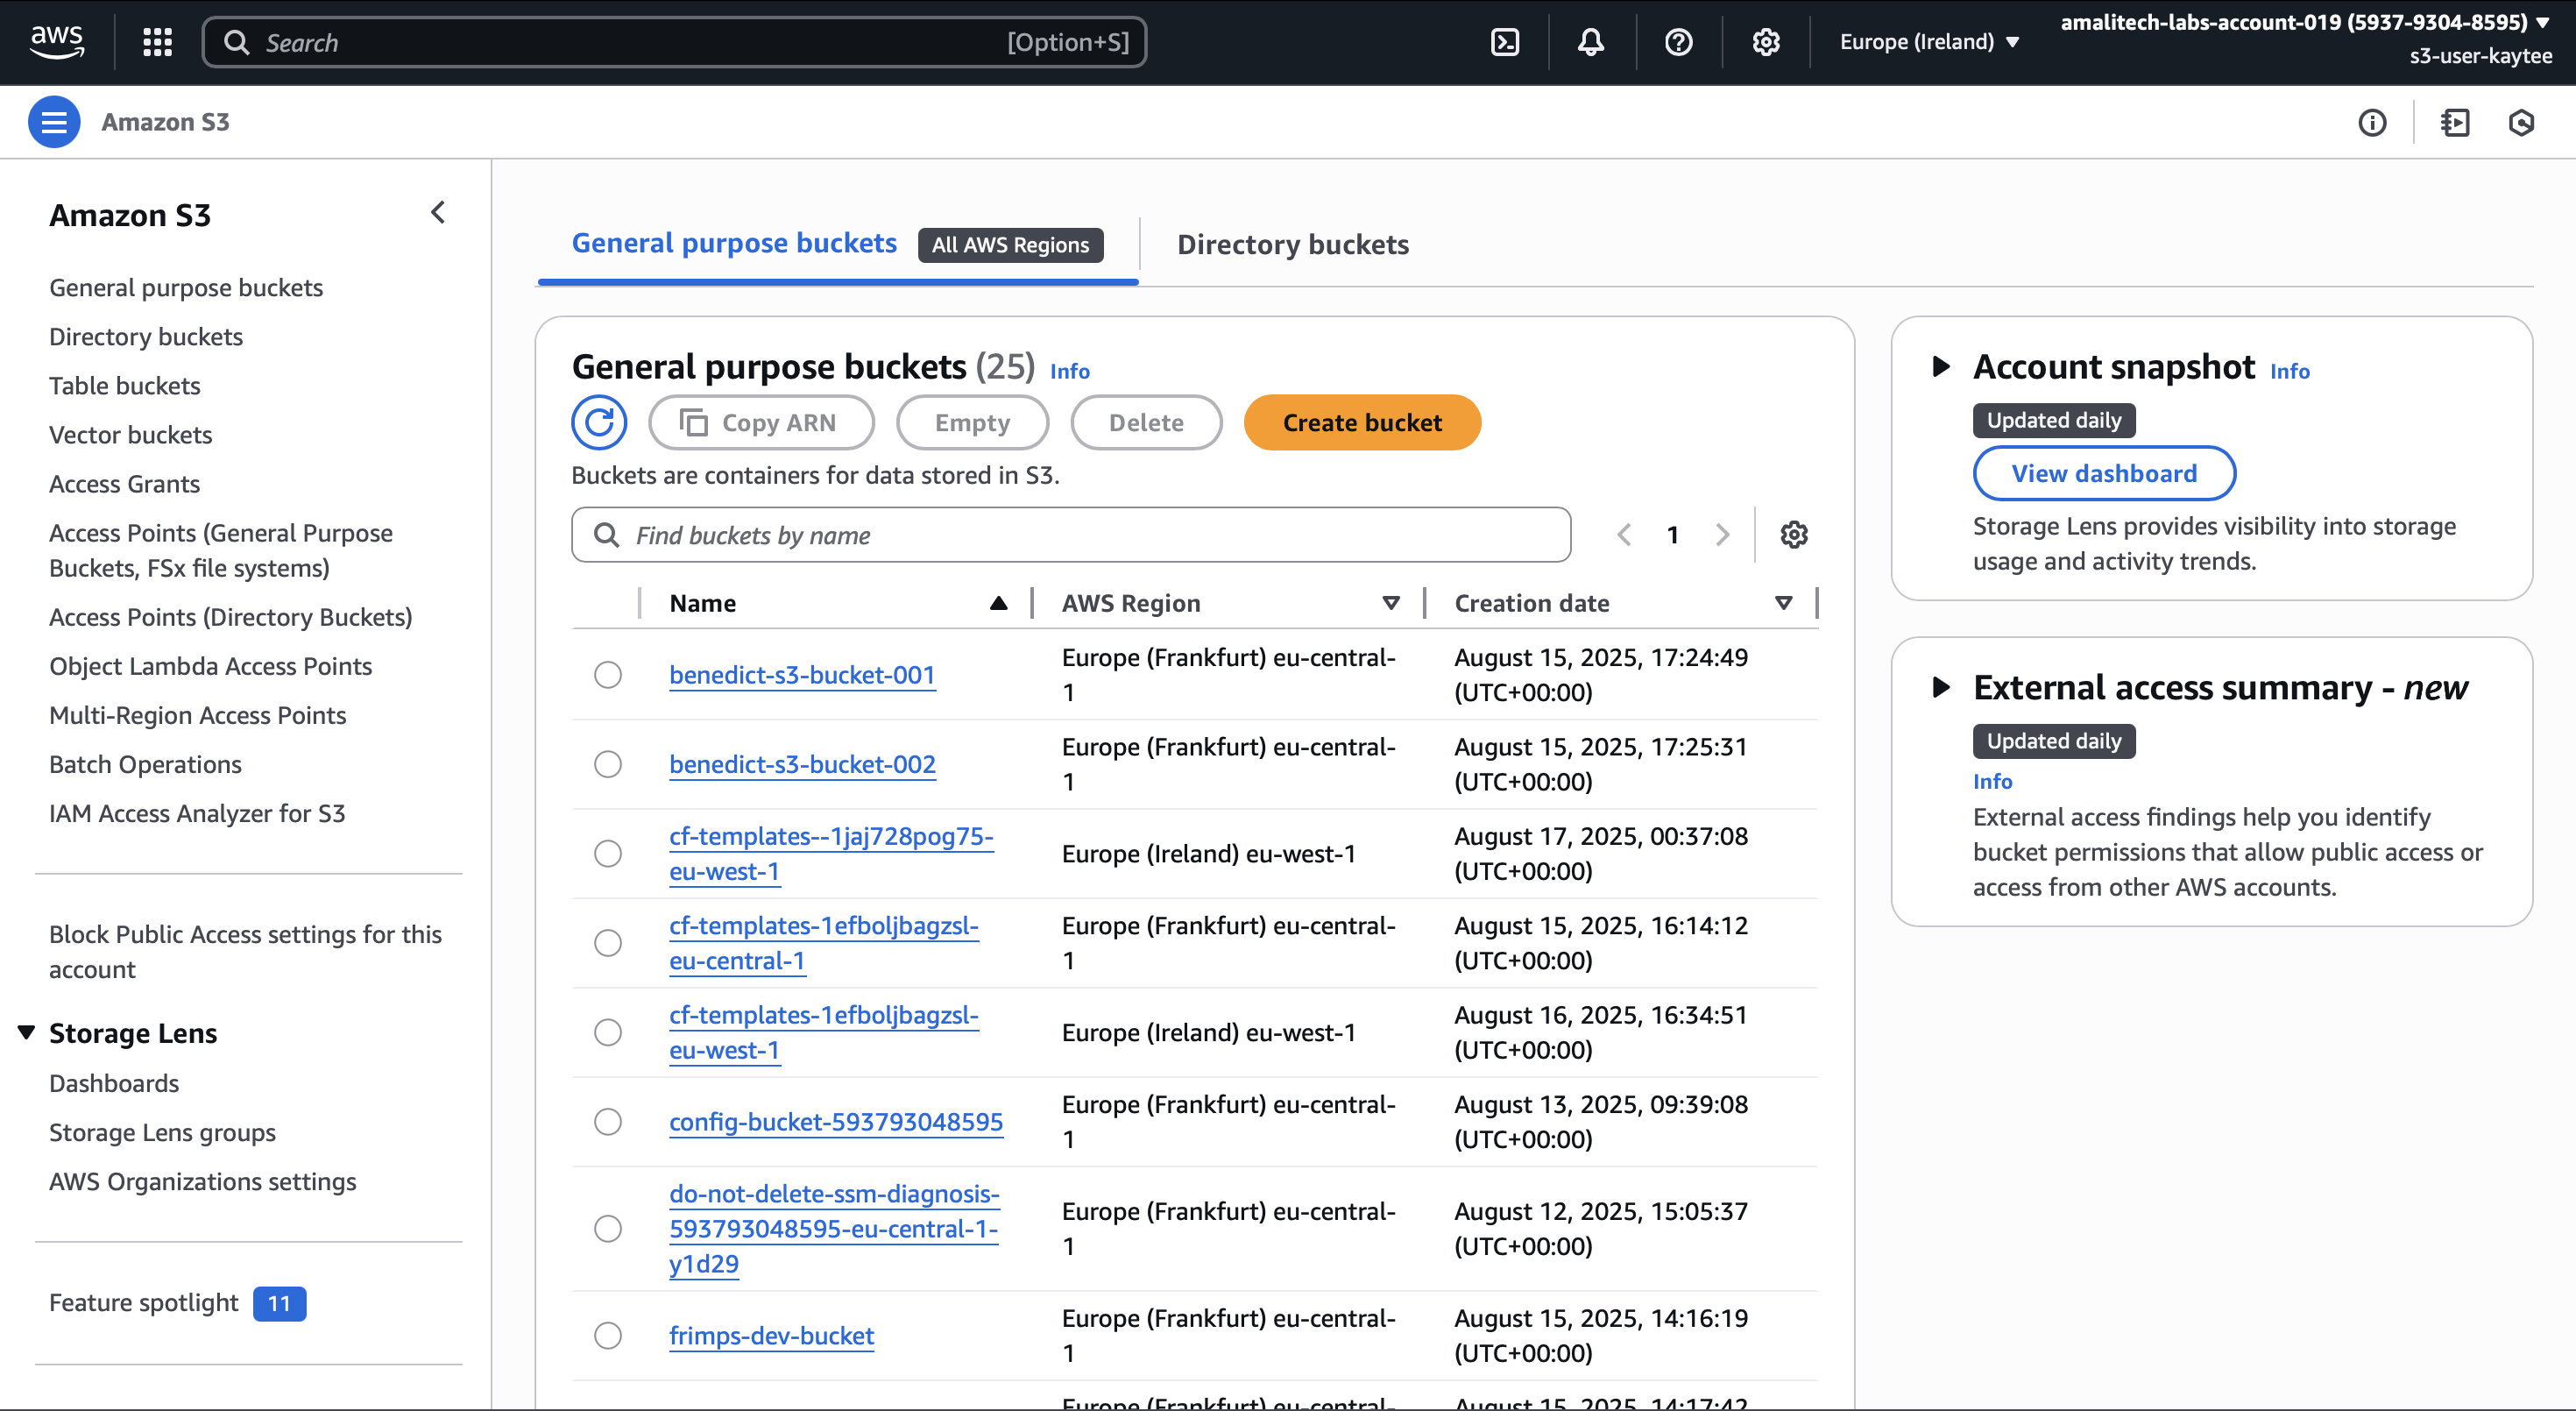 aws
Search
[Option+S]
Europe (Ireland)
amalitech-labs-account-019 (5937-9304-8595)
s3-user-kaytee
Amazon S3
Amazon S3
General purpose buckets
Directory buckets
Table buckets
Vector buckets
Access Grants
Access Points (General Purpose
Buckets, FSx file systems)
Access Points (Directory Buckets)
Object Lambda Access Points
Multi-Region Access Points
Batch Operations
IAM Access Analyzer for S3
Block Public Access settings for this
account
Storage Lens
Dashboards
Storage Lens groups
AWS Organizations settings
Feature spotlight 11
General purpose buckets All AWS Regions
Directory buckets
General purpose buckets (25) Info
Copy ARN
Empty
Delete
Create bucket
Buckets are containers for data stored in S3.
Find buckets by name
1
Name
AWS Region
Creation date
benedict-s3-bucket-001
Europe (Frankfurt) eu-central-
1
August 15, 2025, 17:24:49
(UTC+00:00)
benedict-s3-bucket-002
Europe (Frankfurt) eu-central-
1
August 15, 2025, 17:25:31
(UTC+00:00)
cf-templates--1jaj728pog75-
eu-west-1
Europe (Ireland) eu-west-1
August 17, 2025, 00:37:08
(UTC+00:00)
cf-templates-1efboljbagzsl-
eu-central-1
Europe (Frankfurt) eu-central-
1
August 15, 2025, 16:14:12
(UTC+00:00)
cf-templates-1efboljbagzsl-
eu-west-1
Europe (Ireland) eu-west-1
August 16, 2025, 16:34:51
(UTC+00:00)
config-bucket-593793048595
Europe (Frankfurt) eu-central-
1
August 13, 2025, 09:39:08
(UTC+00:00)
do-not-delete-ssm-diagnosis-
593793048595-eu-central-1-
y1d29
Europe (Frankfurt) eu-central-
1
August 12, 2025, 15:05:37
(UTC+00:00)
frimps-dev-bucket
Europe (Frankfurt) eu-central-
1
August 15, 2025, 14:16:19
(UTC+00:00)
Europe (Frankfurt) eu-central-
August 15, 2025, 14:17:42
Account snapshot Info
Updated daily
View dashboard
Storage Lens provides visibility into storage
usage and activity trends.
External access summary - new
Updated daily
Info
External access findings help you identify
bucket permissions that allow public access or
access from other AWS accounts.